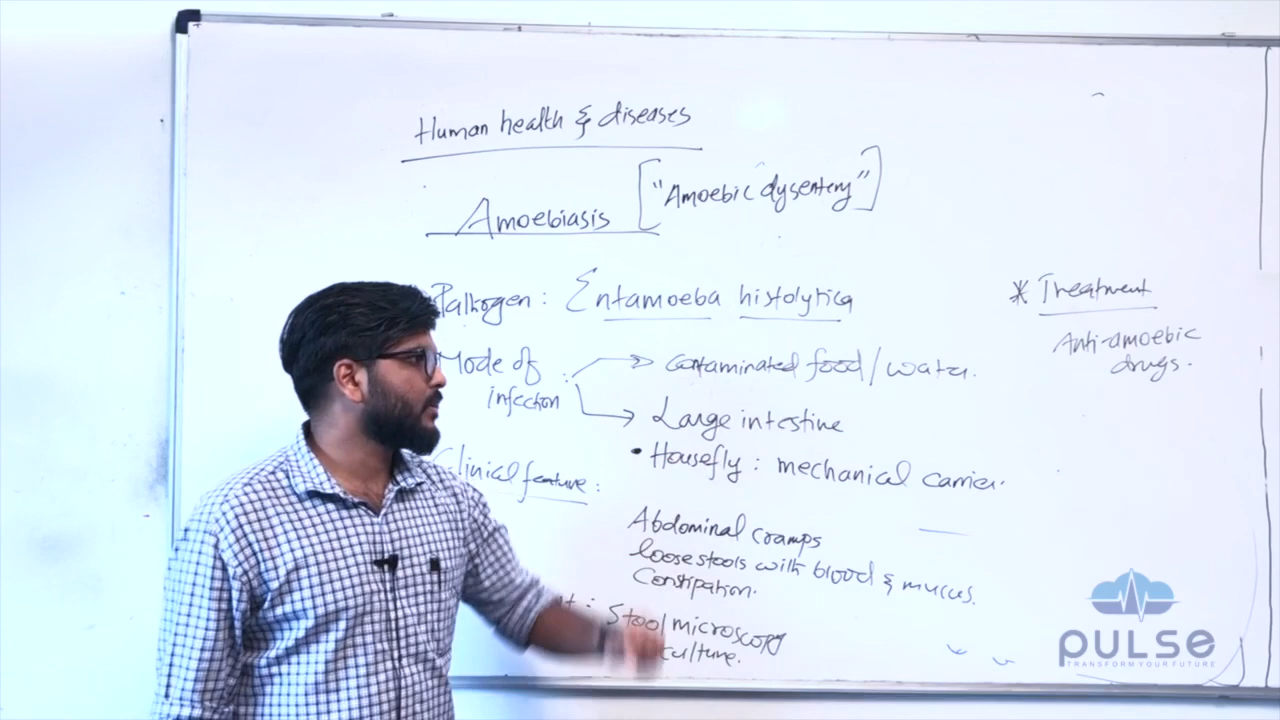 Human health & diseases
Amoebiasis ["Amoebic dysentery"]
Pathogen : Entamoeba histolytica
Mode of infection : → Contaminated food/water.
→ Large intestine
• Housefly : mechanical carrier.
Clinical feature :
Abdominal cramps
loose stools with blood & mucus.
Constipation.
: Stool microscopy
culture.
* Treatment
Anti-amoebic
drugs.
pulse
TRANSFORM YOUR FUTURE